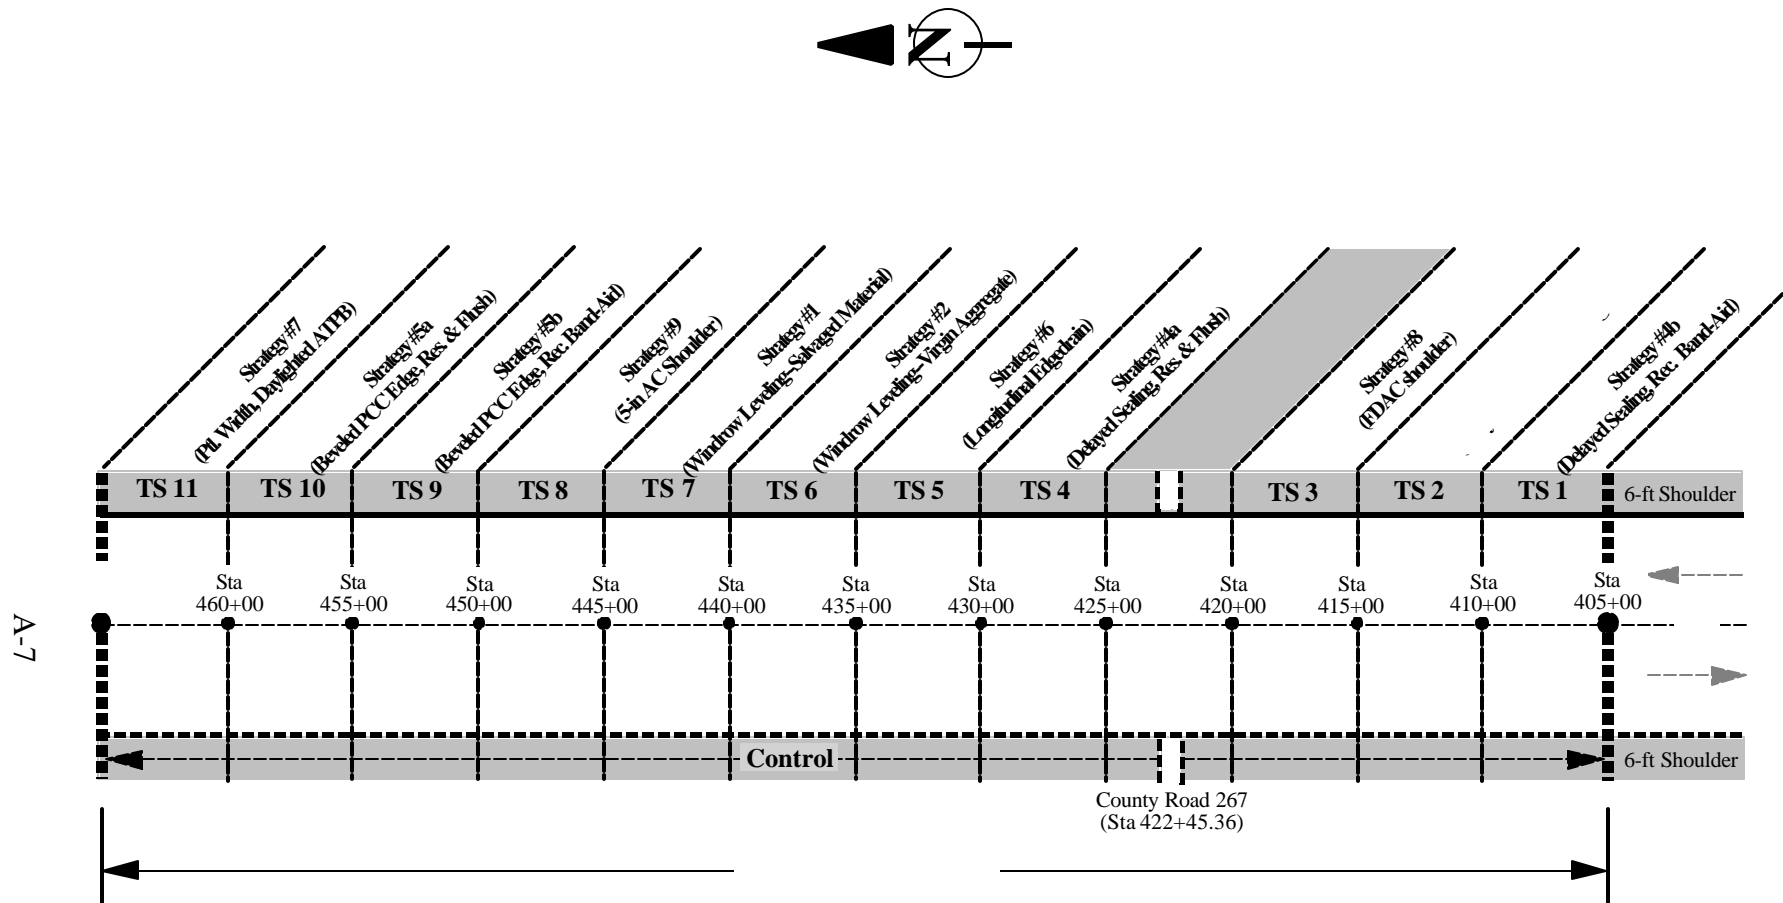 N
Strategy #7
(Ptl. Width, Daylighted ATPB)
Strategy #5a
(Beveled PCC Edge, Res. & Flush)
Strategy #5b
(Beveled PCC Edge, Rec. Band-Aid)
Strategy #9
(5-in AC Shoulder)
Strategy #1
(Windrow Leveling--Salvaged Material)
Strategy #2
(Windrow Leveling--Virgin Aggregate)
Strategy #6
(Longitudinal Edgedrain)
Strategy #4a
(Delayed Sealing, Res. & Flush)
Strategy #8
(FDAC shoulder)
Strategy #4b
(Delayed Sealing, Rec. Band-Aid)
TS 11
TS 10
TS 9
TS 8
TS 7
TS 6
TS 5
TS 4
TS 3
TS 2
TS 1
6-ft Shoulder
Sta
460+00
Sta
455+00
Sta
450+00
Sta
445+00
Sta
440+00
Sta
435+00
Sta
430+00
Sta
425+00
Sta
420+00
Sta
415+00
Sta
410+00
Sta
405+00
A-7
Control
6-ft Shoulder
County Road 267
(Sta 422+45.36)